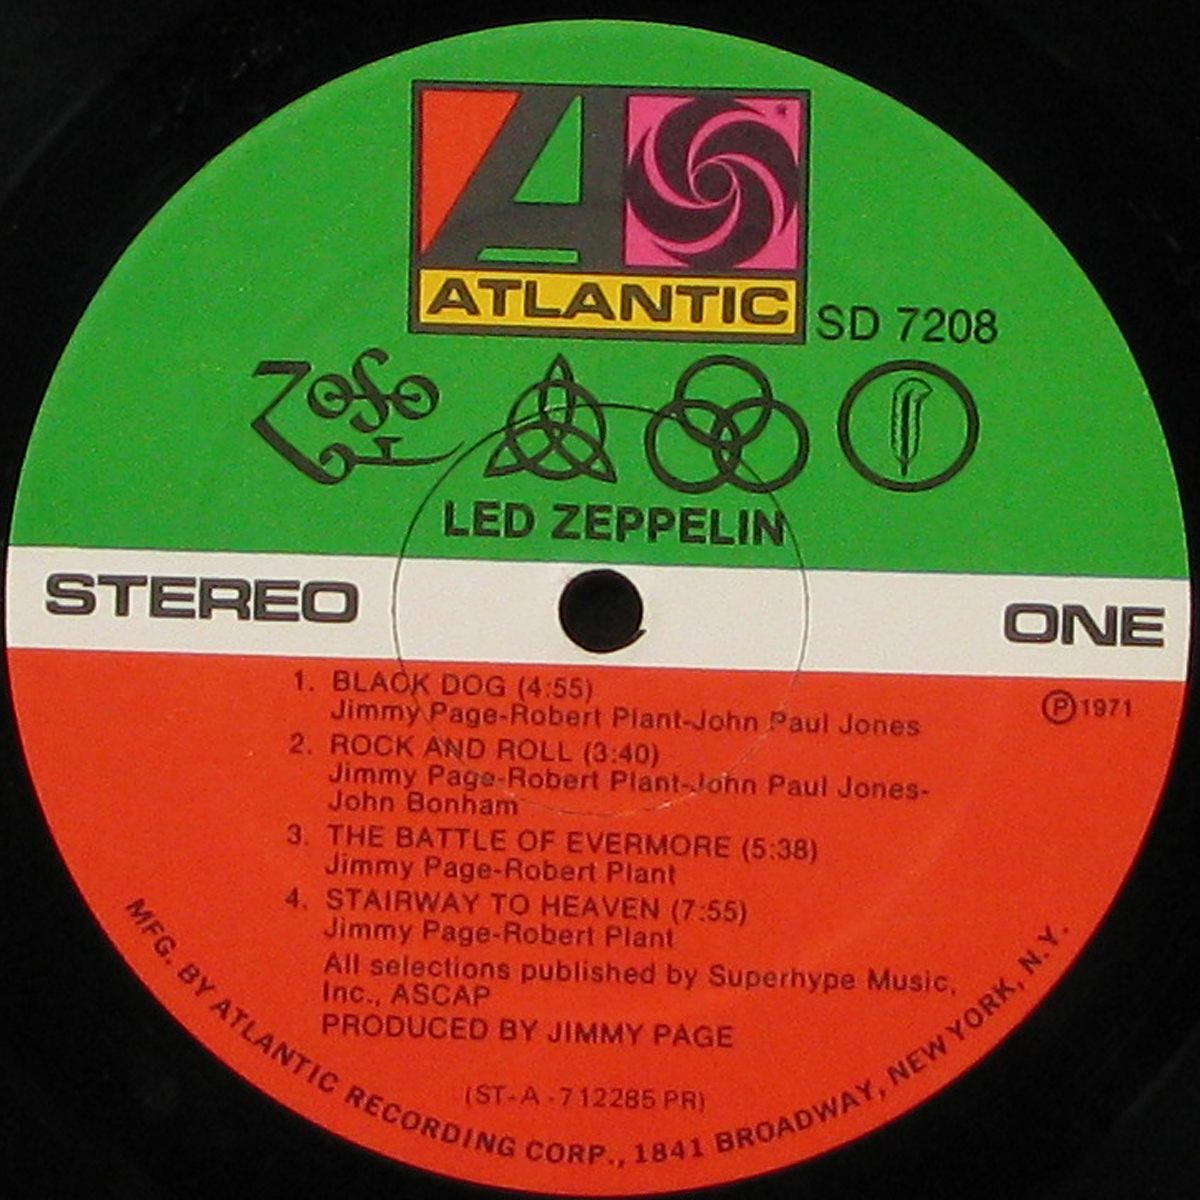 ATLANTIC
SD 7208
LED ZEPPELIN
STEREO
ONE
1. BLACK DOG (4:55)
Jimmy Page-Robert Plant-John Paul Jones
℗ 1971
2. ROCK AND ROLL (3:40)
Jimmy Page-Robert Plant-John Paul Jones-
John Bonham
3. THE BATTLE OF EVERMORE (5:38)
Jimmy Page-Robert Plant
4. STAIRWAY TO HEAVEN (7:55)
Jimmy Page-Robert Plant
All selections published by Superhype Music,
Inc., ASCAP
PRODUCED BY JIMMY PAGE
(ST-A-712285 PR)
MFG. BY ATLANTIC RECORDING CORP., 1841 BROADWAY, NEW YORK, N.Y.